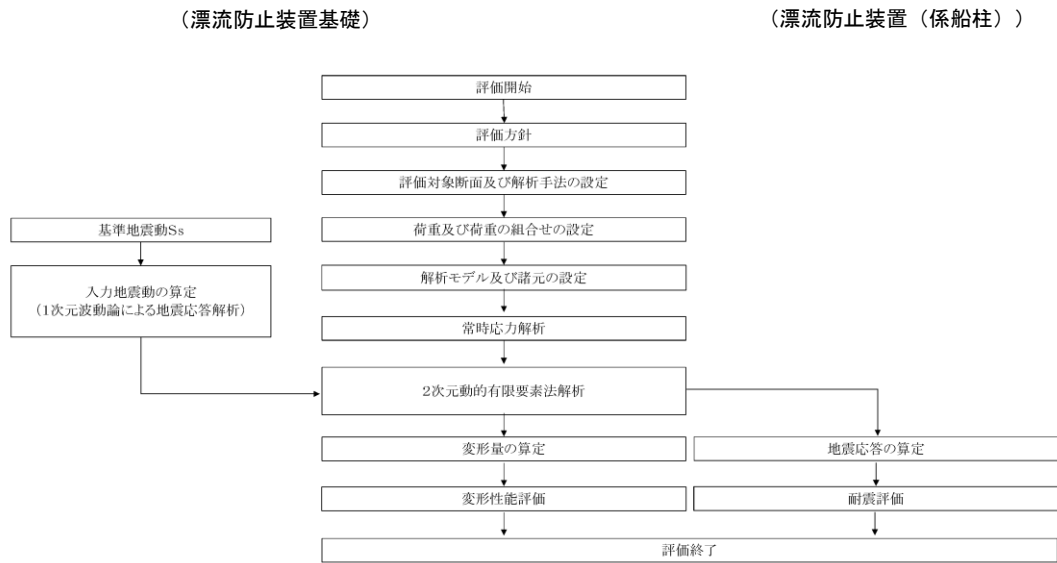 （漂流防止装置基礎）
（漂流防止装置（係船柱））
評価開始
評価方針
評価対象断面及び解析手法の設定
基準地震動Ss
荷重及び荷重の組合せの設定
入力地震動の算定
（1次元波動論による地震応答解析）
解析モデル及び諸元の設定
常時応力解析
2次元動的有限要素法解析
変形量の算定
地震応答の算定
変形性能評価
耐震評価
評価終了